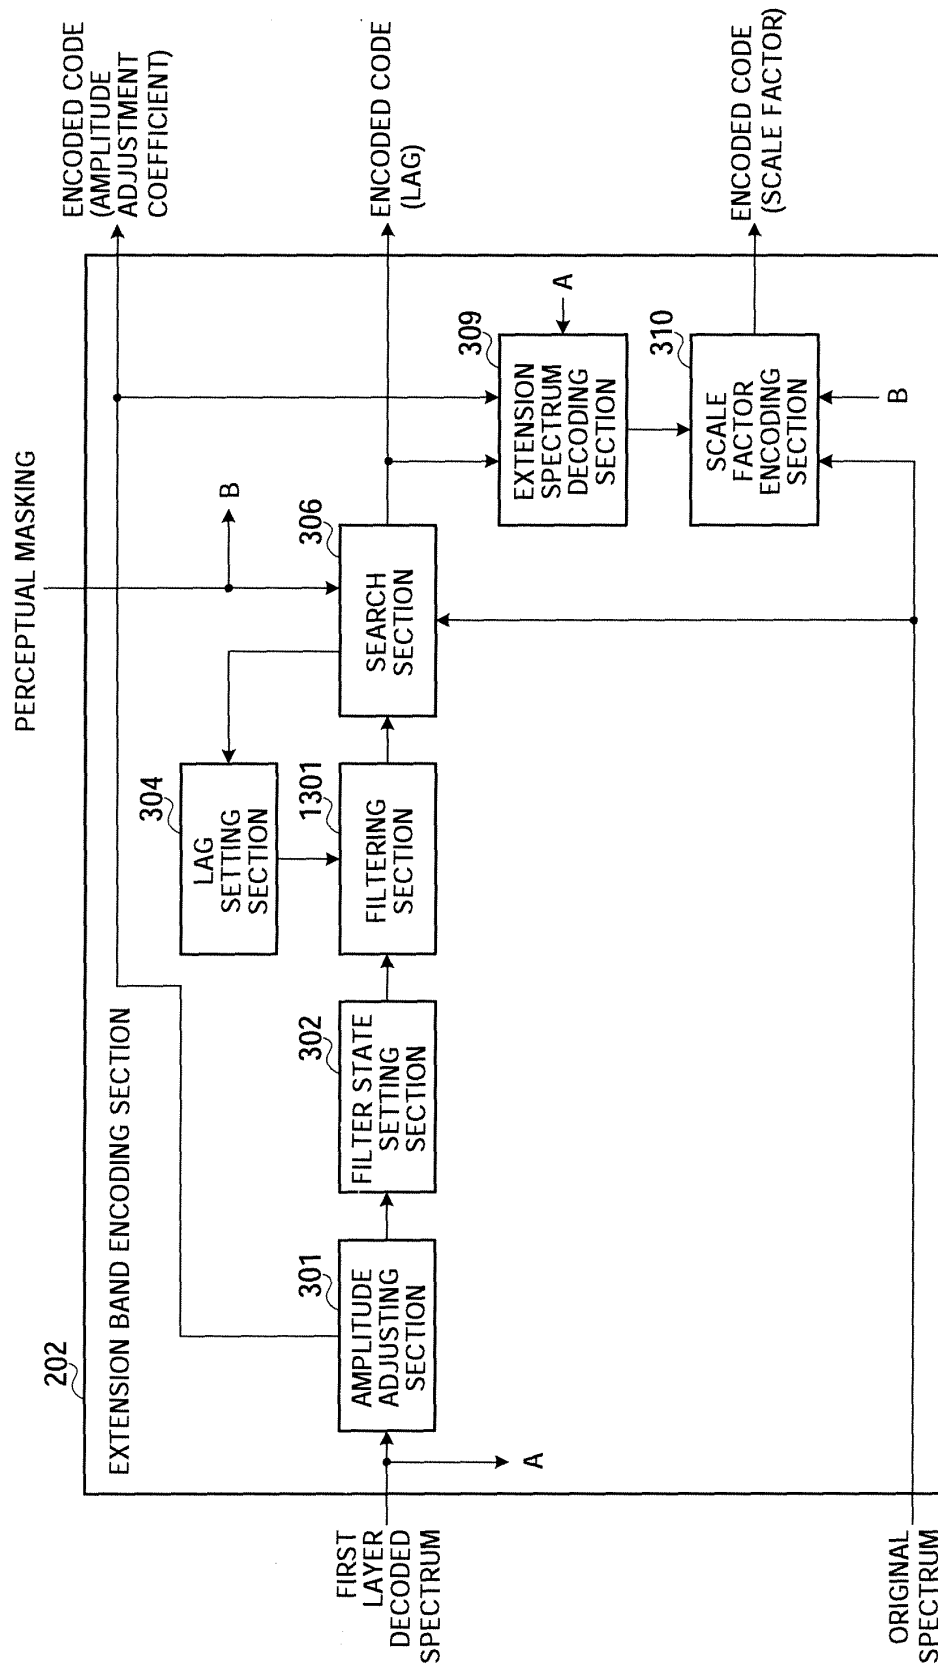 202
EXTENSION BAND ENCODING SECTION
PERCEPTUAL MASKING
ENCODED CODE
(AMPLITUDE
ADJUSTMENT
COEFFICIENT)
304
LAG
SETTING
SECTION
B
FIRST
LAYER
DECODED
SPECTRUM
301
AMPLITUDE
ADJUSTING
SECTION
302
FILTER STATE
SETTING
SECTION
1301
FILTERING
SECTION
306
SEARCH
SECTION
ENCODED CODE
(LAG)
A
309
EXTENSION
SPECTRUM
DECODING
SECTION
A
310
SCALE
FACTOR
ENCODING
SECTION
ENCODED CODE
(SCALE FACTOR)
B
ORIGINAL
SPECTRUM